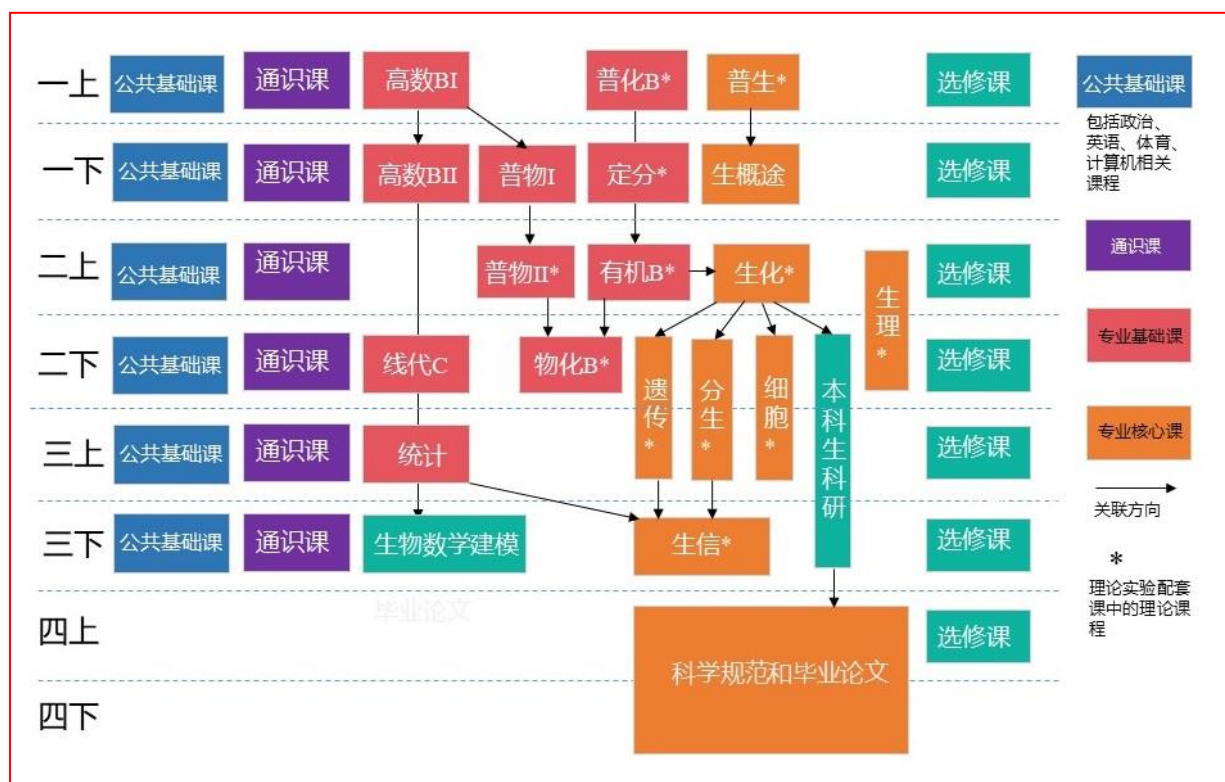 一上
公共基础课
通识课
高数BI
普化B*
普生*
选修课
一下
公共基础课
通识课
高数BII
普物I
定分*
生概途
选修课
二上
公共基础课
通识课
普物II*
有机B*
生化*
生理*
选修课
二下
公共基础课
通识课
线代C
物化B*
遗传*
分生*
细胞*
本科生科研
选修课
三上
公共基础课
通识课
统计
选修课
三下
公共基础课
通识课
生物数学建模
生信*
选修课
毕业论文
四上
科学规范和毕业论文
选修课
四下
公共基础课
包括政治、
英语、体育、
计算机相关
课程
通识课
专业基础课
专业核心课
关联方向
*
理论实验配套
课中的理论课
程